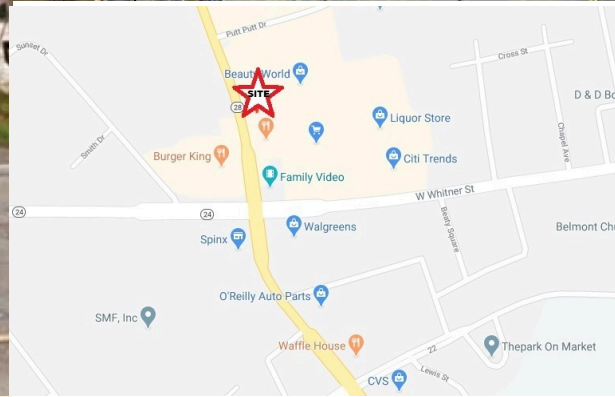 Putt Putt Dr
Sunset Dr
Cross St
Beauty World
SITE
28
D & D Bo
Liquor Store
Smith Dr
Chapel Ave
Burger King
Citi Trends
Family Video
W Whitner St
24
24
Beaty Square
Walgreens
Belmont Chu
Spinx
O'Reilly Auto Parts
SMF, Inc
Waffle House
22
Thepark On Market
Lewis St
CVS